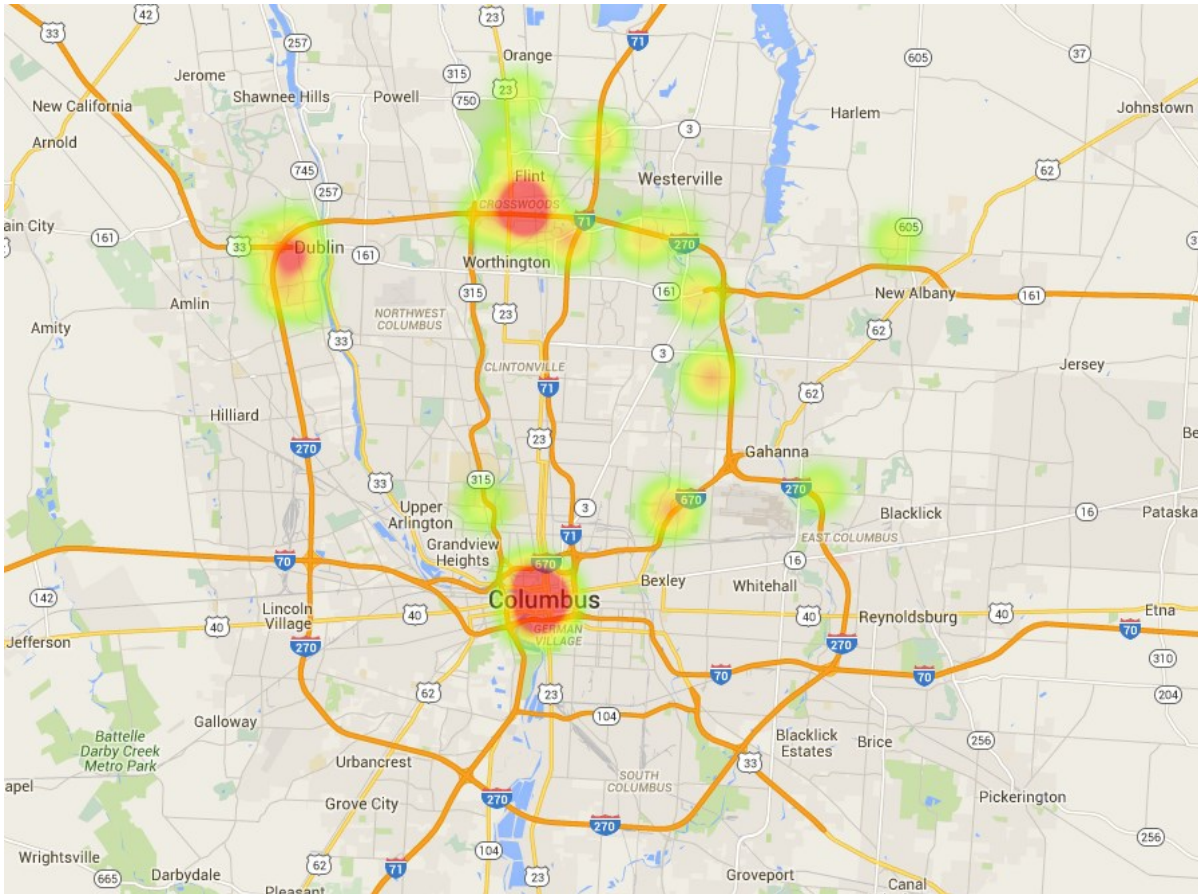 42
23
33
71
37
257
Orange
605
Jerome
315
Shawnee Hills
Powell
23
New California
750
Johnstown
Harlem
3
Arnold
62
745
Flint
Westerville
257
CROSSWOODS
ain City
161
33
Dublin
71
270
605
161
Worthington
315
161
New Albany
161
Amlin
NORTHWEST
COLUMBUS
23
Amity
33
62
3
CLINTONVILLE
Jersey
71
62
Hilliard
23
Be
270
Gahanna
315
33
270
670
Upper
Arlington
3
Blacklick
16
Pataska
71
EAST COLUMBUS
Grandview
Heights
70
670
16
Bexley
Whitehall
142
Columbus
Lincoln
Village
40
40
40
Reynoldsburg
40
Etna
Jefferson
GERMAN
VILLAGE
70
270
270
310
70
70
62
23
204
104
Galloway
Battelle
Darby Creek
Metro Park
Blacklick
Estates
Brice
256
Urbancrest
33
SOUTH
COLUMBUS
apel
270
Pickerington
Grove City
270
256
Wrightsville
104
62
71
23
665
Darbydale
Groveport
Canal
Pleasant